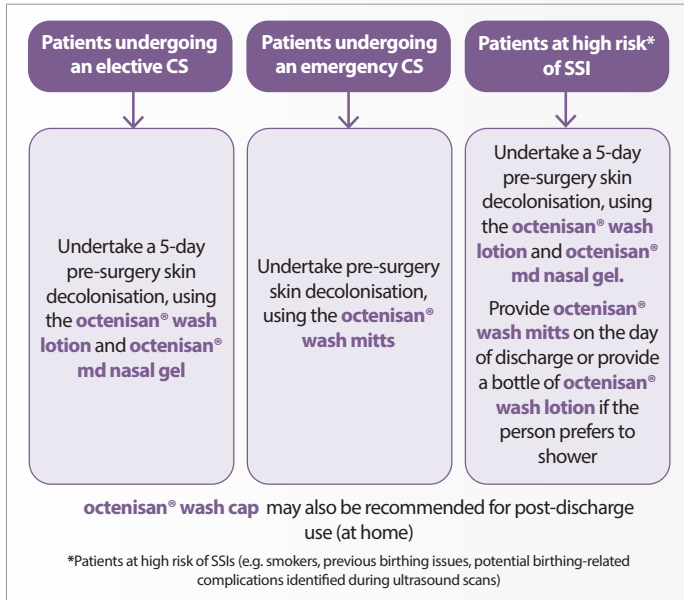 Patients undergoing
an elective CS
Patients undergoing
an emergency CS
Patients at high risk*
of SSI
Undertake a 5-day
pre-surgery skin
decolonisation, using
the octenisan® wash
lotion and octenisan®
md nasal gel
Undertake pre-surgery
skin decolonisation,
using the octenisan®
wash mitts
Undertake a 5-day
pre-surgery skin
decolonisation, using
the octenisan® wash
lotion and octenisan®
md nasal gel.
Provide octenisan®
wash mitts on the day
of discharge or provide
a bottle of octenisan®
wash lotion if the
person prefers to
shower
octenisan® wash cap may also be recommended for post-discharge
use (at home)
*Patients at high risk of SSIs (e.g. smokers, previous birthing issues, potential birthing-related
complications identified during ultrasound scans)